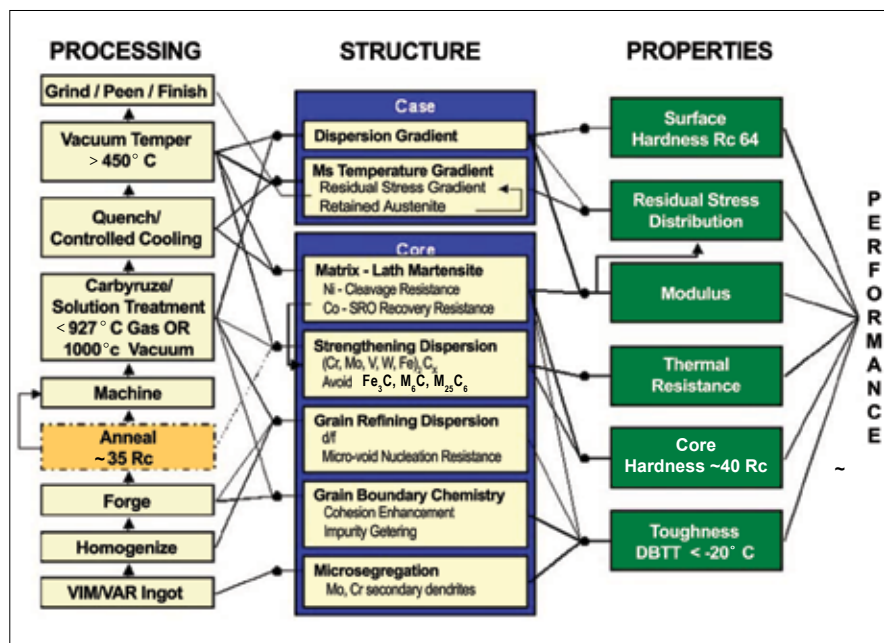 PROCESSING
Grind / Peen / Finish
Vacuum Temper
> 450° C
Quench/
Controlled Cooling
Carbyruze/
Solution Treatment
< 927° C Gas OR
1000°c Vacuum
Machine
Anneal
~ 35 Rc
Forge
Homogenize
VIM/VAR Ingot
STRUCTURE
Case
Dispersion Gradient
Ms Temperature Gradient
Residual Stress Gradient
Retained Austenite
Core
Matrix - Lath Martensite
Ni - Cleavage Resistance
Co - SRO Recovery Resistance
Strengthening Dispersion
(Cr, Mo, V, W, Fe)₂Cₓ
Avoid Fe₃C, M₆C, M₂₅C₆
Grain Refining Dispersion
d/f
Micro-void Nucleation Resistance
Grain Boundary Chemistry
Cohesion Enhancement
Impurity Getering
Microsegregation
Mo, Cr secondary dendrites
PROPERTIES
Surface
Hardness Rc 64
Residual Stress
Distribution
Modulus
Thermal
Resistance
Core
Hardness ~40 Rc
Toughness
DBTT < -20° C
~
PERFORMANCE